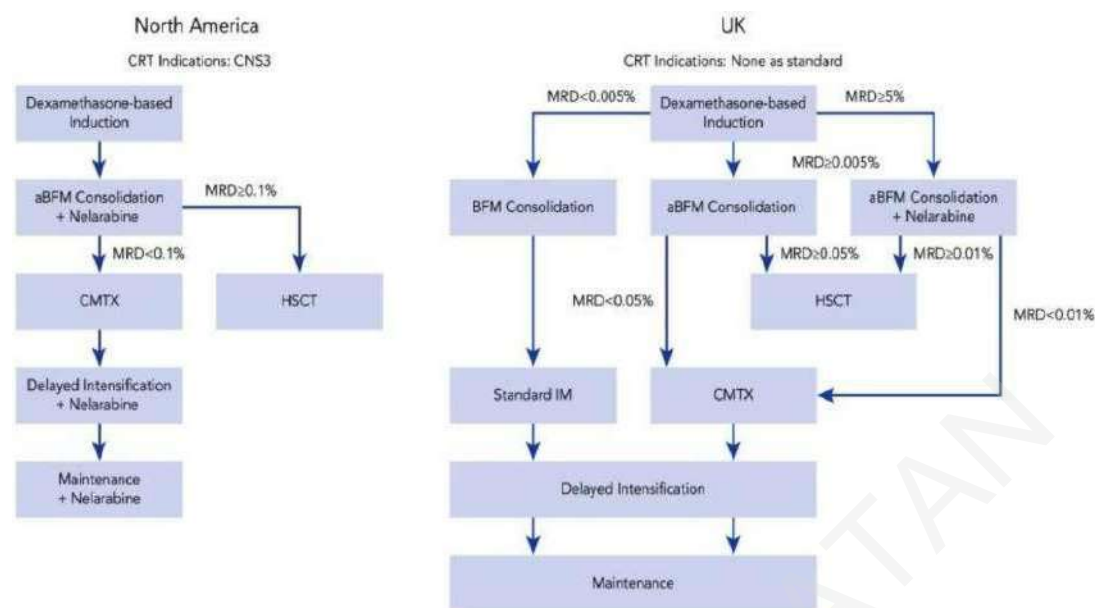 North America
CRT Indications: CNS3
Dexamethasone-based
Induction
aBFM Consolidation
+ Nelarabine
MRD≥0.1%
MRD<0.1%
CMTX
HSCT
Delayed Intensification
+ Nelarabine
Maintenance
+ Nelarabine
UK
CRT Indications: None as standard
MRD<0.005%
Dexamethasone-based
Induction
MRD≥5%
MRD≥0.005%
BFM Consolidation
aBFM Consolidation
aBFM Consolidation
+ Nelarabine
MRD≥0.05%
MRD≥0.01%
MRD<0.05%
HSCT
MRD<0.01%
Standard IM
CMTX
Delayed Intensification
Maintenance
ATAN